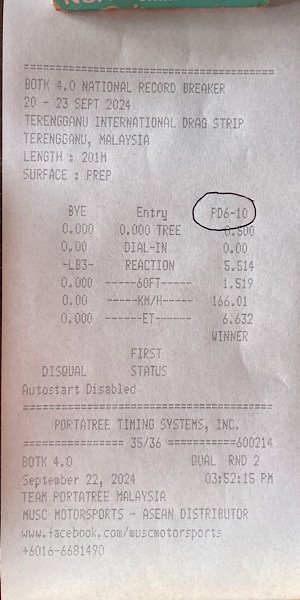 ==================================
BOTK 4.0 NATIONAL RECORD BREAKER
20 - 23 SEPT 2024
TERENGGANU INTERNATIONAL DRAG STRIP
TERENGGANU, MALAYSIA
LENGTH : 201M
SURFACE : PREP
BYE Entry PD6-10
0.000 0.000 TREE 0.500
0.00 DIAL-IN 0.00
-LB3- REACTION 5.514
0.000 -----60FT----- 1.519
0.00 -----KM/H----- 166.01
0.000 ------ET------ 6.632
WINNER
FIRST
DISQUAL STATUS
Autostart Disabled
==================================
PORTATREE TIMING SYSTEMS, INC.
=============== 35/36 ===========600214
BOTK 4.0 QUAL RND 2
September 22, 2024 03:52:15 PM
TEAM PORTATREE MALAYSIA
MUSC MOTORSPORTS - ASEAN DISTRIBUTOR
www.facebook.com/muscmotorsports
+6016-6681490